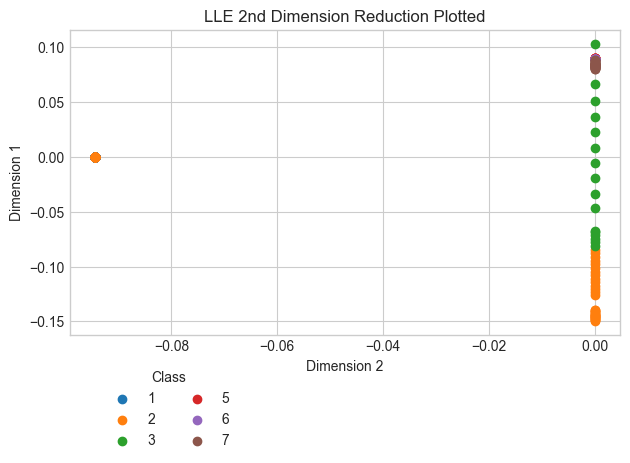 LLE 2nd Dimension Reduction Plotted
0.10
0.05
0.00
−0.05
−0.10
−0.15
Dimension 1
−0.08 −0.06 −0.04 −0.02 0.00
Dimension 2
Class
1 5
2 6
3 7